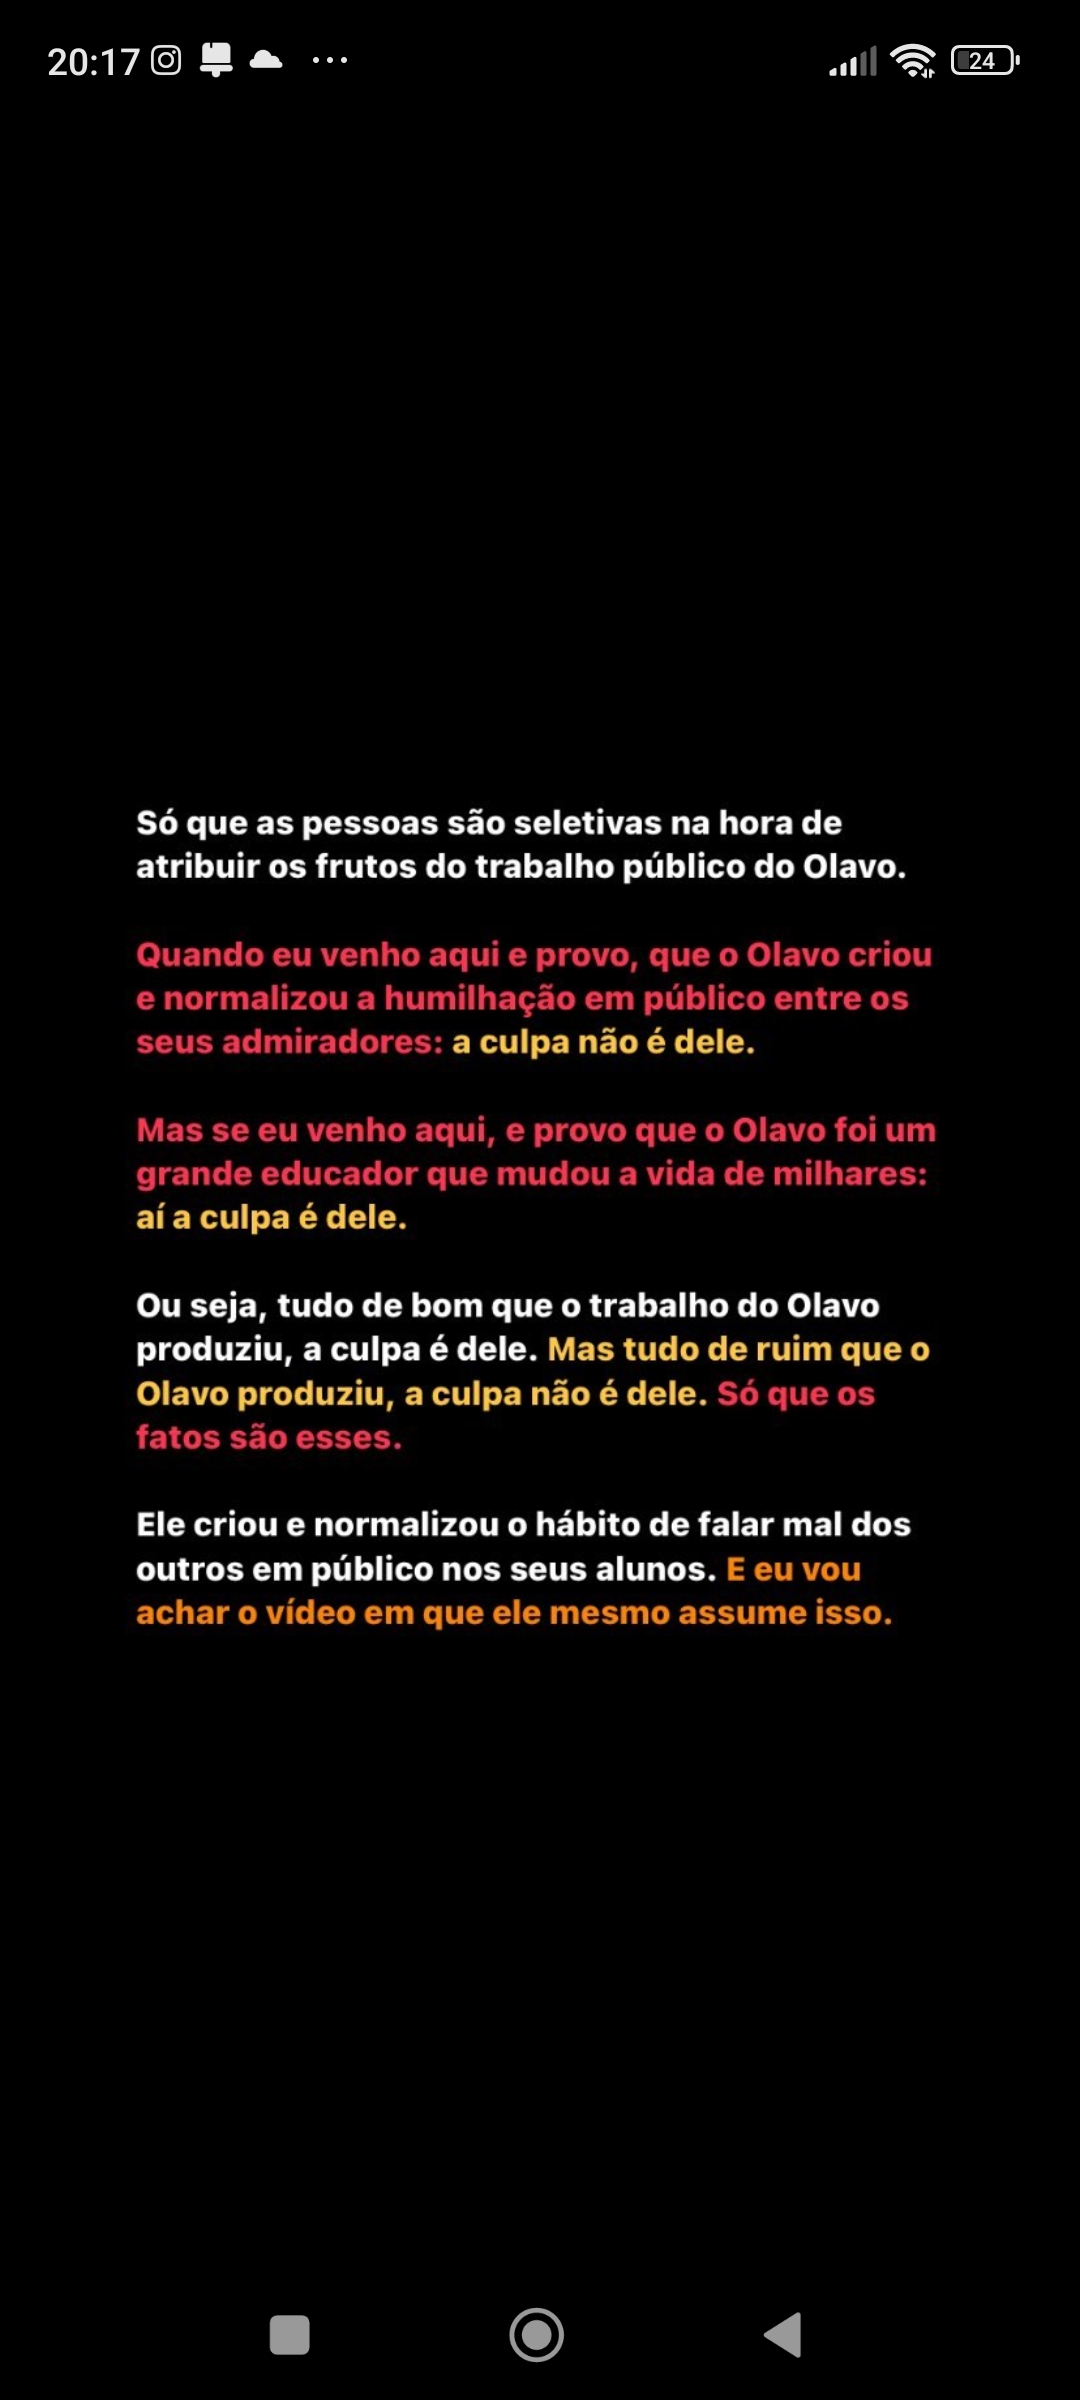 20:17
24
Só que as pessoas são seletivas na hora de
atribuir os frutos do trabalho público do Olavo.
Quando eu venho aqui e provo, que o Olavo criou
e normalizou a humilhação em público entre os
seus admiradores: a culpa não é dele.
Mas se eu venho aqui, e provo que o Olavo foi um
grande educador que mudou a vida de milhares:
aí a culpa é dele.
Ou seja, tudo de bom que o trabalho do Olavo
produziu, a culpa é dele. Mas tudo de ruim que o
Olavo produziu, a culpa não é dele. Só que os
fatos são esses.
Ele criou e normalizou o hábito de falar mal dos
outros em público nos seus alunos. E eu vou
achar o vídeo em que ele mesmo assume isso.